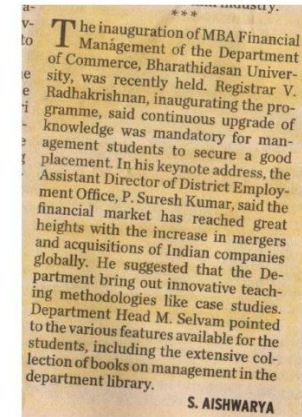 ***
The inauguration of MBA Financial
Management of the Department
of Commerce, Bharathidasan Univer-
sity, was recently held. Registrar V.
Radhakrishnan, inaugurating the pro-
gramme, said continuous upgrade of
knowledge was mandatory for man-
agement students to secure a good
placement. In his keynote address, the
Assistant Director of District Employ-
ment Office, P. Suresh Kumar, said the
financial market has reached great
heights with the increase in mergers
and acquisitions of Indian companies
globally. He suggested that the De-
partment bring out innovative teach-
ing methodologies like case studies.
Department Head M. Selvam pointed
to the various features available for the
students, including the extensive col-
lection of books on management in the
department library.
S. AISHWARYA